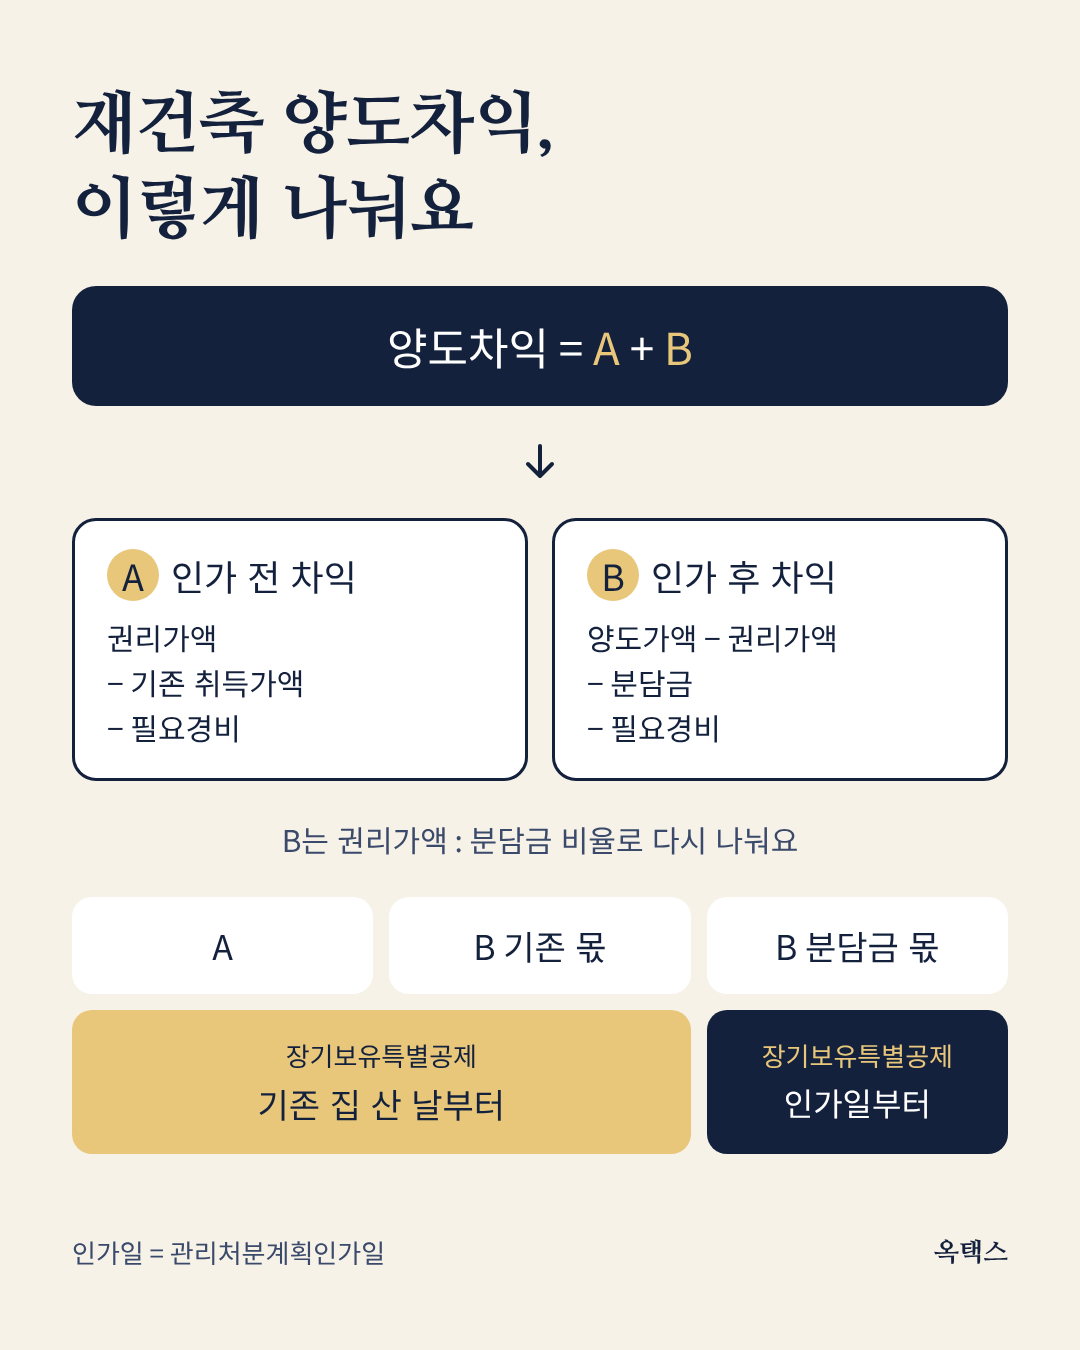 재건축 양도차익,
이렇게 나눠요
양도차익 = A + B
↓
A 인가 전 차익
권리가액
– 기존 취득가액
– 필요경비
B 인가 후 차익
양도가액 – 권리가액
– 분담금
– 필요경비
B는 권리가액 : 분담금 비율로 다시 나눠요
A
B 기존 몫
B 분담금 몫
장기보유특별공제
기존 집 산 날부터
장기보유특별공제
인가일부터
인가일 = 관리처분계획인가일
옥택스